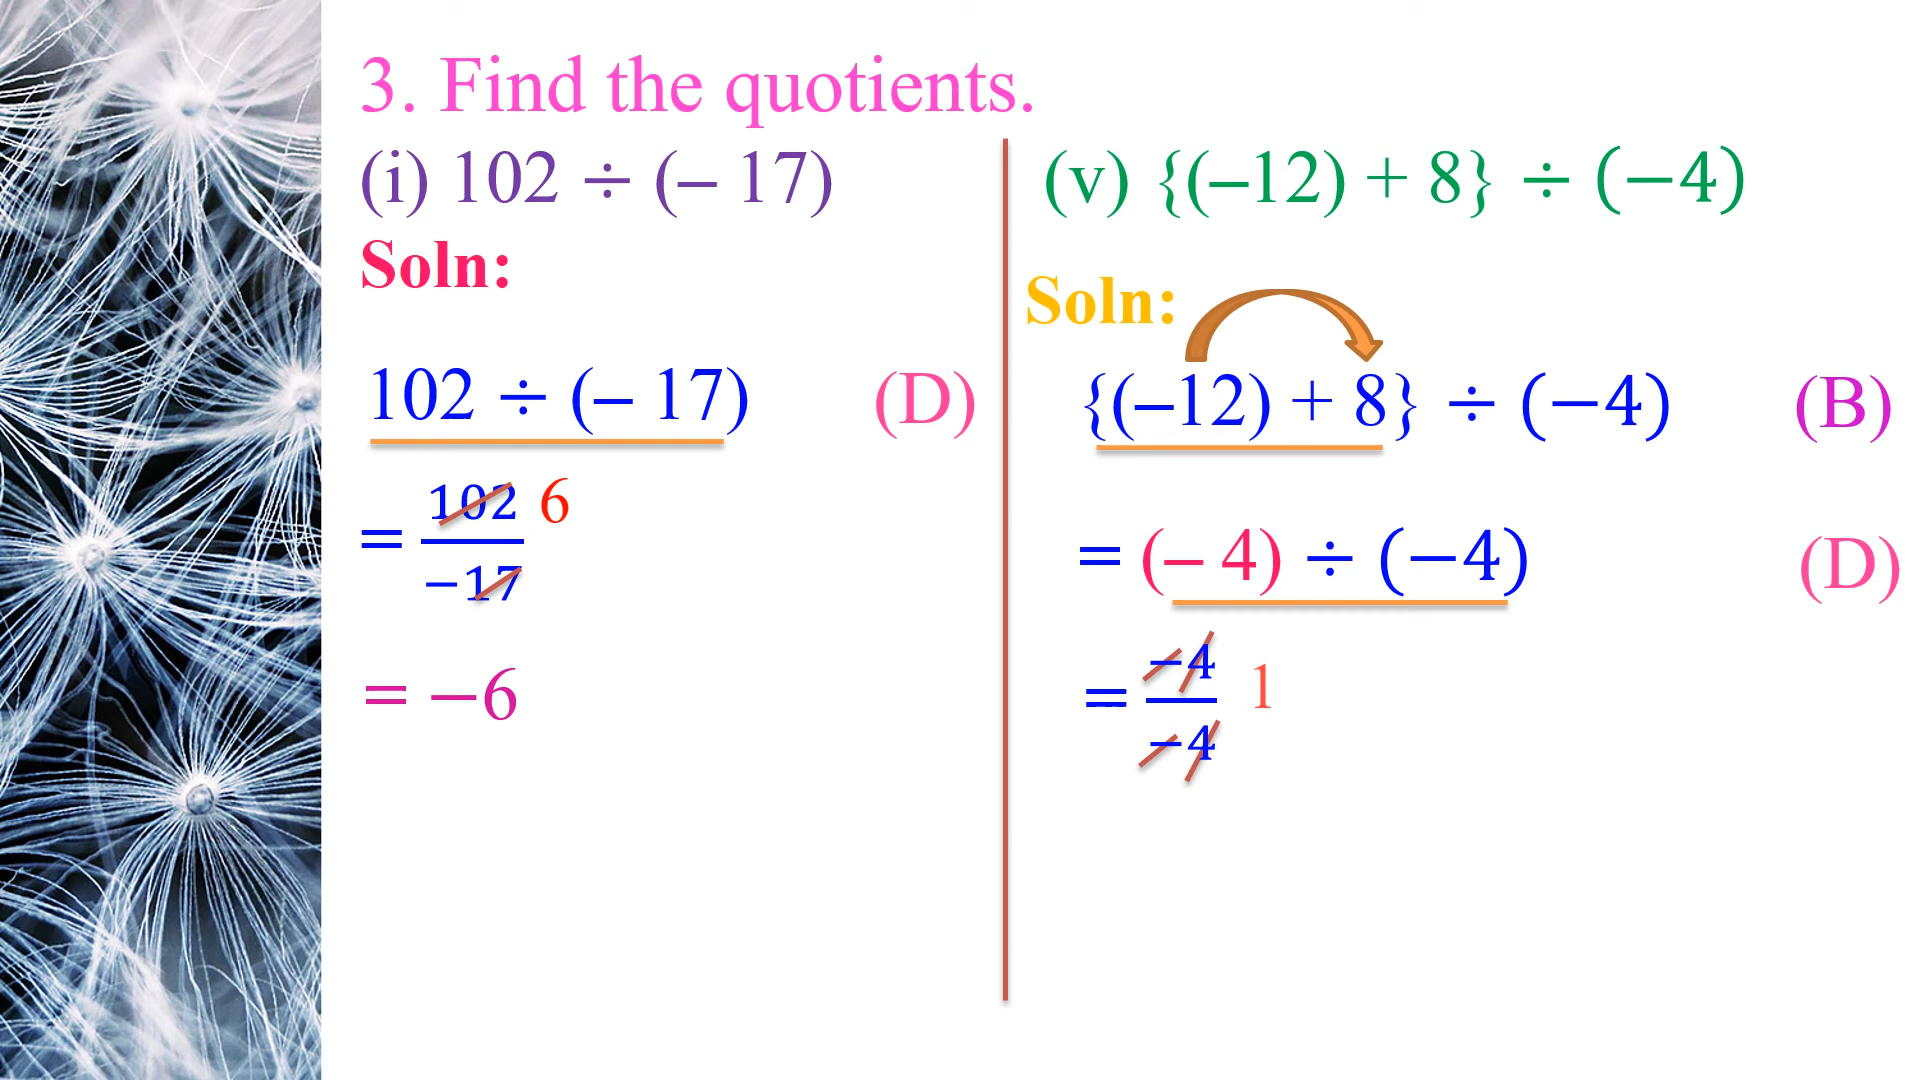 3. Find the quotients.
(i) 102 ÷ (– 17)
Soln:
102 ÷ (– 17) (D)
= 102/−17 6
= −6
(v) {(–12) + 8} ÷ (−4)
Soln:
{(–12) + 8} ÷ (−4) (B)
= (– 4) ÷ (−4) (D)
= −4/−4 1